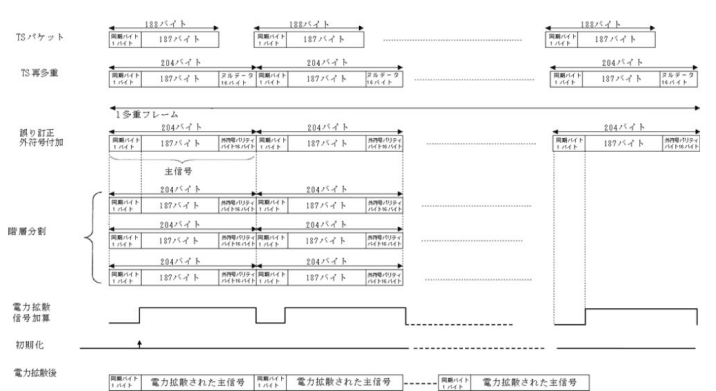 188バイト 188バイト 188バイト
TSパケット 同期バイト 1バイト 187バイト 同期バイト 1バイト 187バイト 同期バイト 1バイト 187バイト
204バイト 204バイト 204バイト
TS再多重 同期バイト 1バイト 187バイト ヌルデータ 16バイト 同期バイト 1バイト 187バイト ヌルデータ 16バイト 同期バイト 1バイト 187バイト ヌルデータ 16バイト
1多重フレーム
204バイト 204バイト 204バイト
誤り訂正 外符号付加 同期バイト 1バイト 187バイト 外符号パリティ バイト16バイト 同期バイト 1バイト 187バイト 外符号パリティ バイト16バイト 同期バイト 1バイト 187バイト 外符号パリティ バイト16バイト
主信号
204バイト 204バイト
同期バイト 1バイト 187バイト 外符号パリティ バイト16バイト 同期バイト 1バイト 187バイト 外符号パリティ バイト16バイト
204バイト 204バイト
階層分割 同期バイト 1バイト 187バイト 外符号パリティ バイト16バイト 同期バイト 1バイト 187バイト 外符号パリティ バイト16バイト
204バイト 204バイト
同期バイト 1バイト 187バイト 外符号パリティ バイト16バイト 同期バイト 1バイト 187バイト 外符号パリティ バイト16バイト
電力拡散
信号加算
初期化
電力拡散後 同期バイト 1バイト 電力拡散された主信号 同期バイト 1バイト 電力拡散された主信号 同期バイト 1バイト 電力拡散された主信号